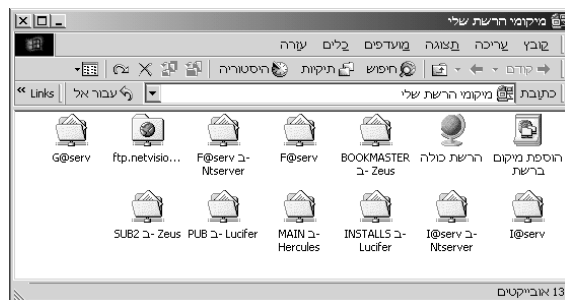 מיקומי הרשת שלי
קובץ עריכה תצוגה מועדפים כלים עזרה
קודם חיפוש תיקיות היסטוריה
כתובת מיקומי הרשת שלי עבור אל Links
הוספת מיקום ברשת
הרשת כולה
BOOKMASTER ב- Zeus
F@serv
F@serv ב- Ntserver
ftp.netvisio...
G@serv
I@serv
I@serv ב- Ntserver
INSTALLS ב- Lucifer
MAIN ב- Hercules
PUB ב- Lucifer
SUB2 ב- Zeus
13 אובייקטים